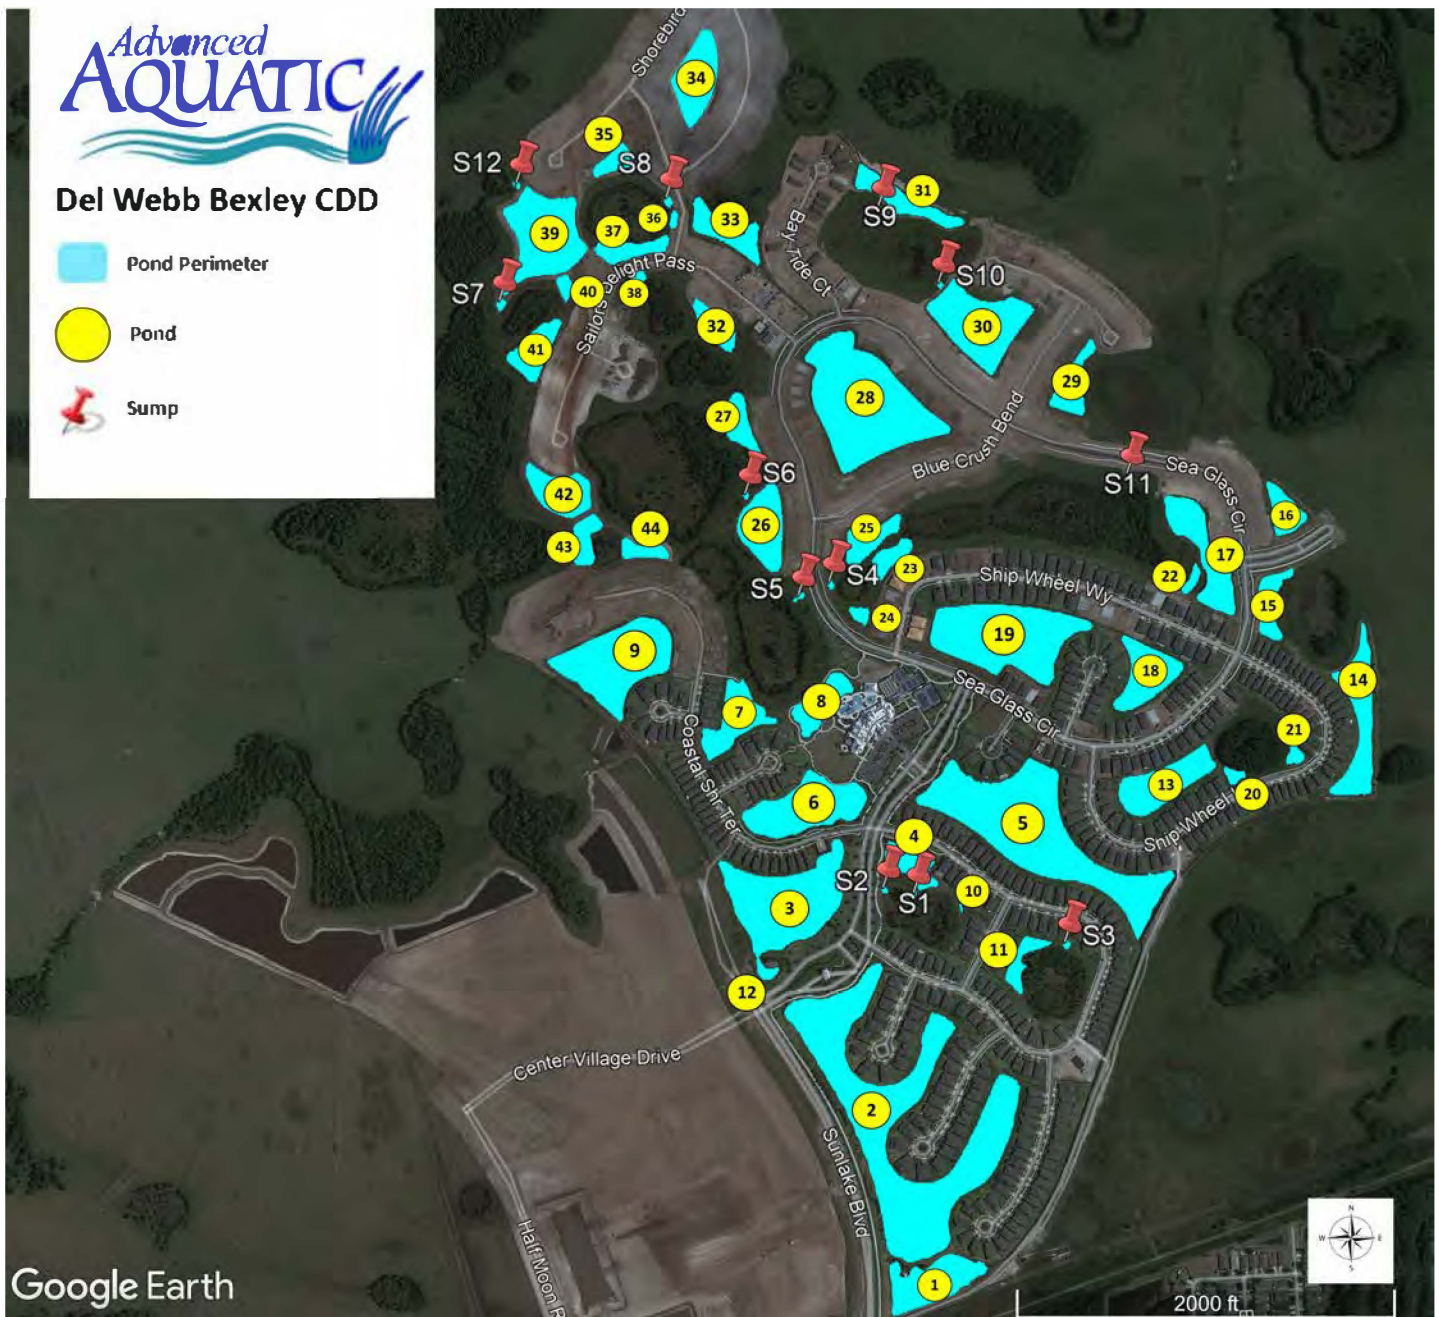 Advanced
AQUATIC
Del Webb Bexley CDD
Pond Perimeter
Pond
Sump
Shorebird
34
35
S12
S8
31
S9
36
33
37
39
Bay Tide Ct
S10
S7
40
38
Sailors Delight Pass
32
30
41
28
29
27
Blue Crush Bend
S6
S11
Sea Glass Cir
42
26
16
44
25
43
17
S5
S4
23
22
Ship Wheel Wy
15
24
19
9
18
14
8
Sea Glass Cir
7
21
Coastal Shr Ter
13
20
6
5
Ship Wheel
4
S2
S1
10
3
S3
11
12
Center Village Drive
2
Sunlake Blvd
Half Moon R
1
N
W
E
S
Google Earth
2000 ft